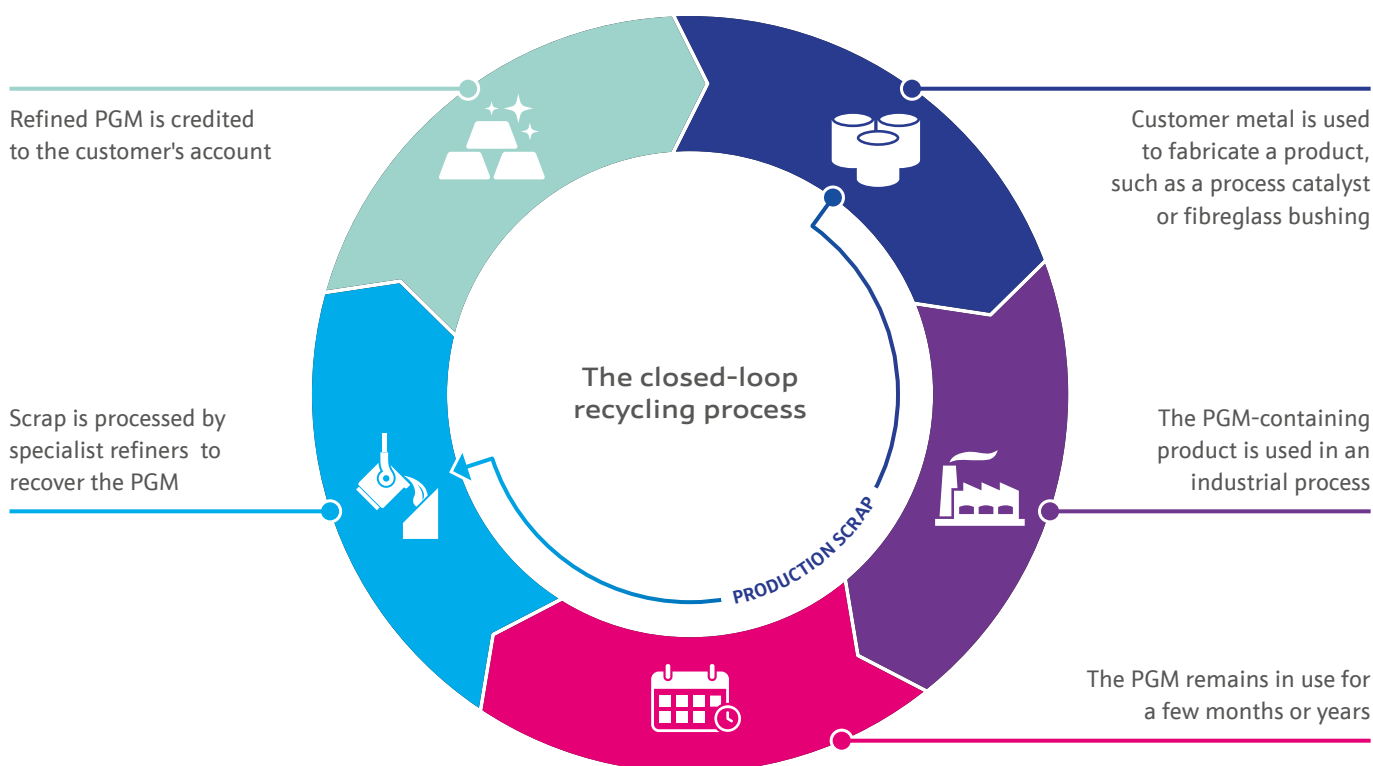 The closed-loop
recycling process
Customer metal is used
to fabricate a product,
such as a process catalyst
or fibreglass bushing
The PGM-containing
product is used in an
industrial process
The PGM remains in use for
a few months or years
Scrap is processed by
specialist refiners to
recover the PGM
Refined PGM is credited
to the customer's account
PRODUCTION SCRAP